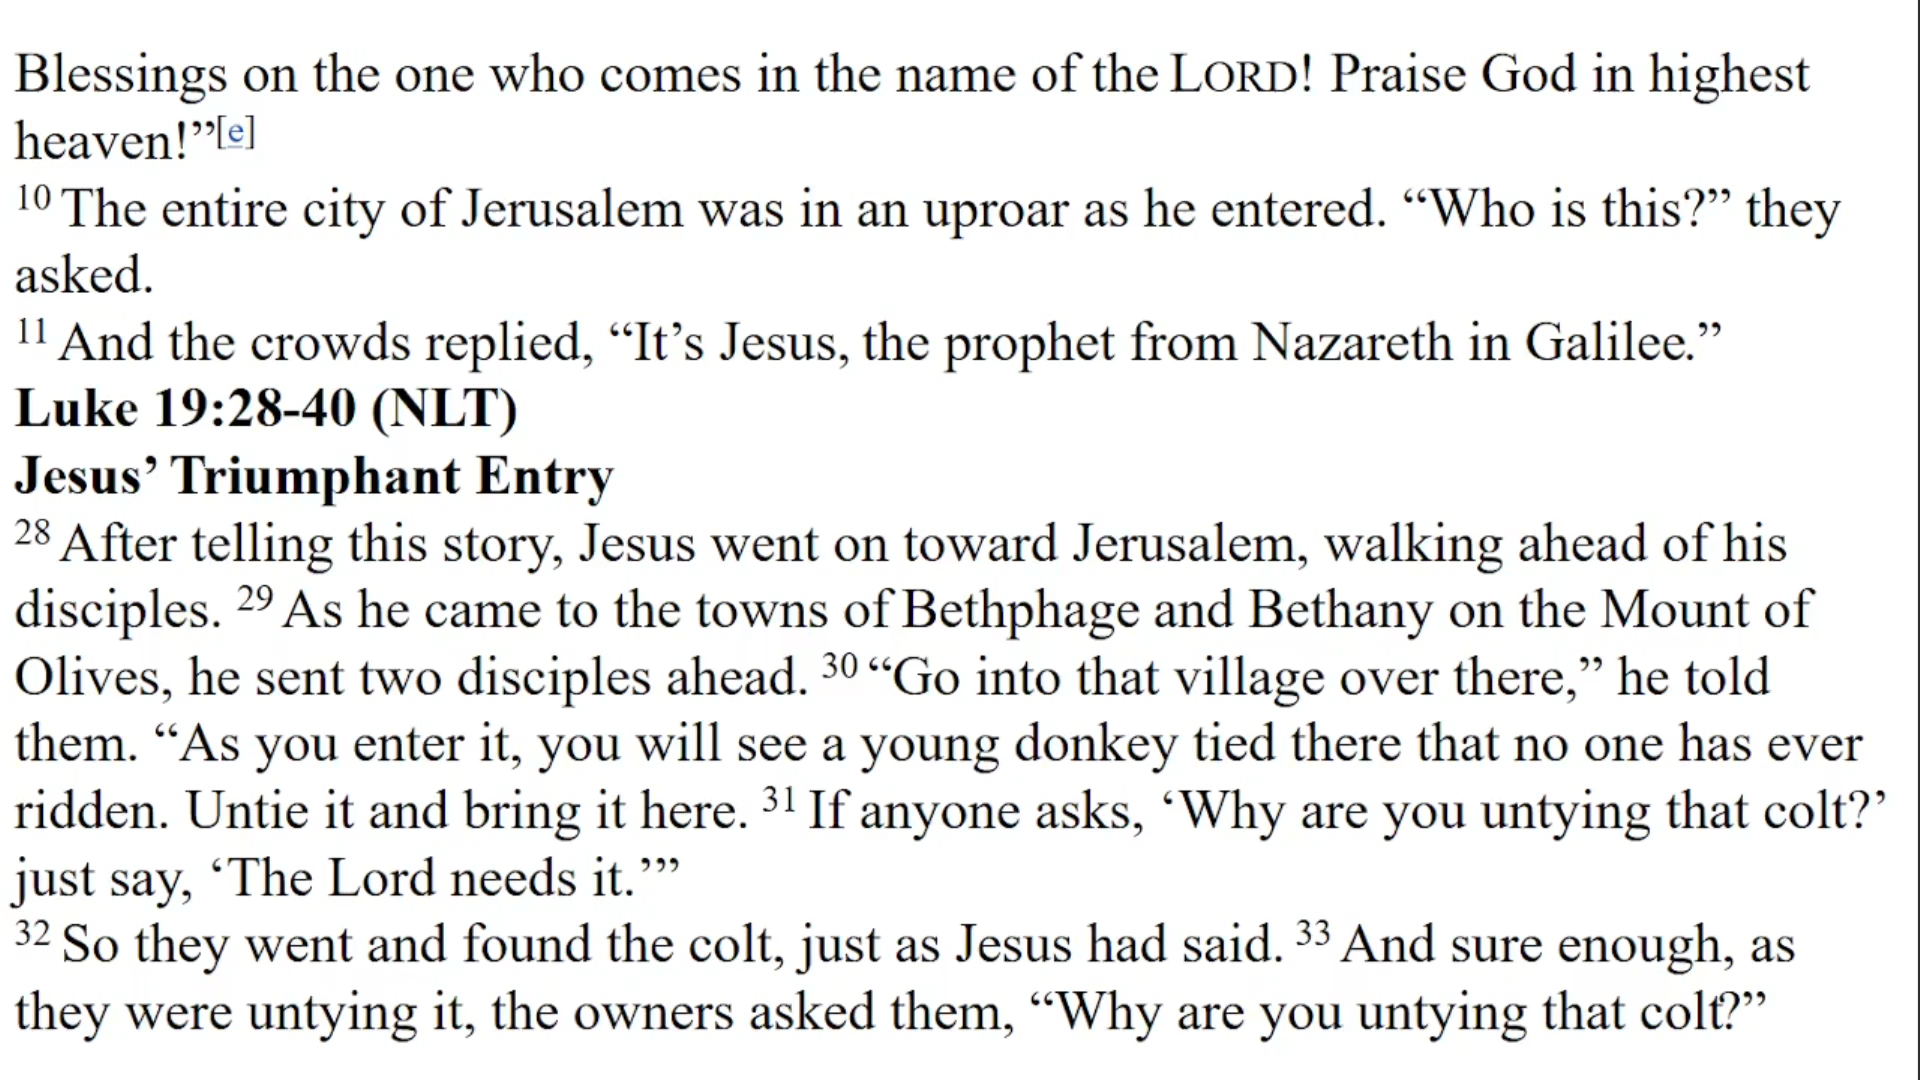 Blessings on the one who comes in the name of the LORD! Praise God in highest
heaven!”[e]
10 The entire city of Jerusalem was in an uproar as he entered. “Who is this?” they
asked.
11 And the crowds replied, “It’s Jesus, the prophet from Nazareth in Galilee.”
Luke 19:28-40 (NLT)
Jesus’ Triumphant Entry
28 After telling this story, Jesus went on toward Jerusalem, walking ahead of his
disciples. 29 As he came to the towns of Bethphage and Bethany on the Mount of
Olives, he sent two disciples ahead. 30 “Go into that village over there,” he told
them. “As you enter it, you will see a young donkey tied there that no one has ever
ridden. Untie it and bring it here. 31 If anyone asks, ‘Why are you untying that colt?’
just say, ‘The Lord needs it.’”
32 So they went and found the colt, just as Jesus had said. 33 And sure enough, as
they were untying it, the owners asked them, “Why are you untying that colt?”